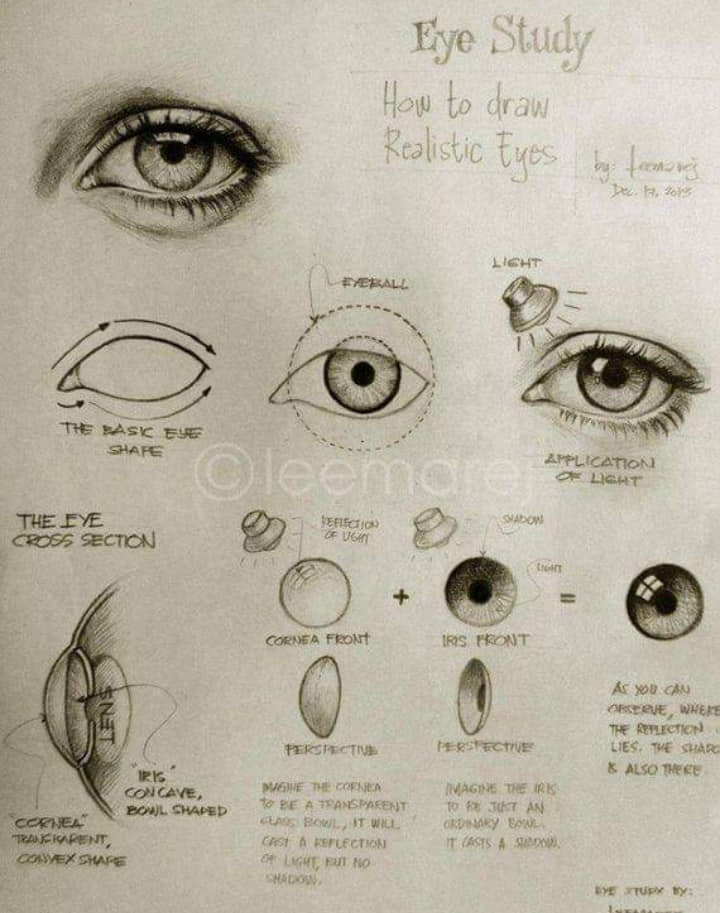 Eye Study
How to draw
Realistic Eyes
by: leemarej
Dec. 17, 2013
LIGHT
EYEBALL
THE BASIC EYE
SHAPE
APPLICATION
OF LIGHT
©leemarej
THE EYE
CROSS SECTION
REFLECTION
OF LIGHT
SHADOW
LIGHT
+
=
CORNEA FRONT
IRIS FRONT
PERSPECTIVE
PERSPECTIVE
LENS
"IRIS"
CONCAVE,
BOWL SHAPED
"CORNEA"
TRANSPARENT,
CONVEX SHAPE
IMAGINE THE CORNEA
TO BE A TRANSPARENT
GLASS BOWL, IT WILL
CAST A REFLECTION
OF LIGHT, BUT NO
SHADOW.
IMAGINE THE IRIS
TO BE JUST AN
ORDINARY BOWL.
IT CASTS A SHADOW.
AS YOU CAN
OBSERVE, WHERE
THE REFLECTION
LIES. THE SHADO
IS ALSO THERE.
EYE STUDY BY: